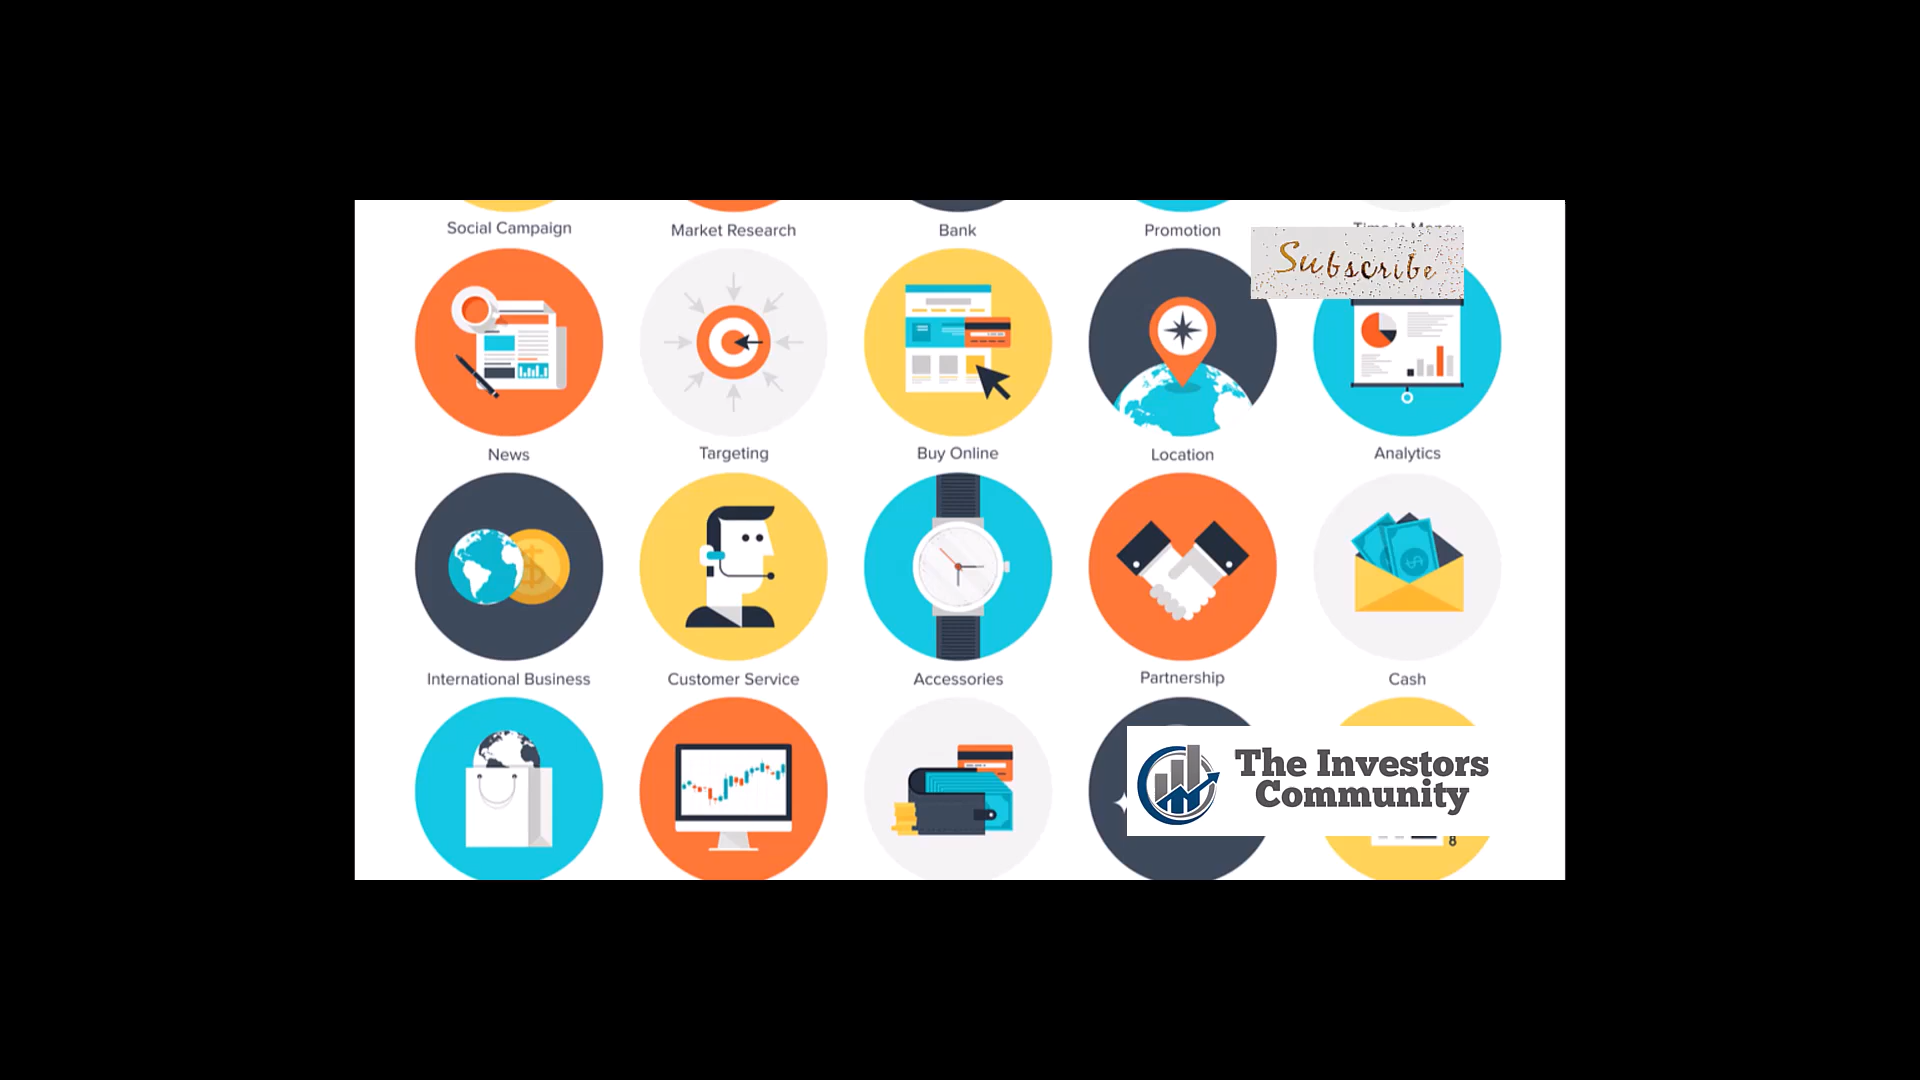 Social Campaign
Market Research
Bank
Promotion
Subscribe
News
Targeting
Buy Online
Location
Analytics
International Business
Customer Service
Accessories
Partnership
Cash
The Investors
Community
8